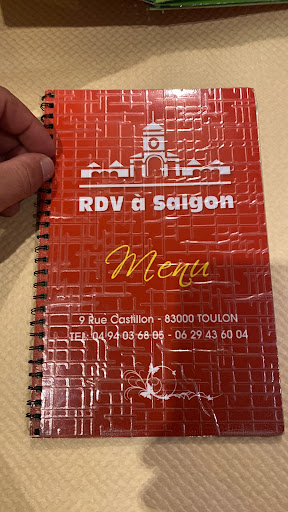 RDV à Saigon
Menu
9 Rue Castillon - 83000 TOULON
TEL: 04 94 03 68 05 - 06 29 43 60 04